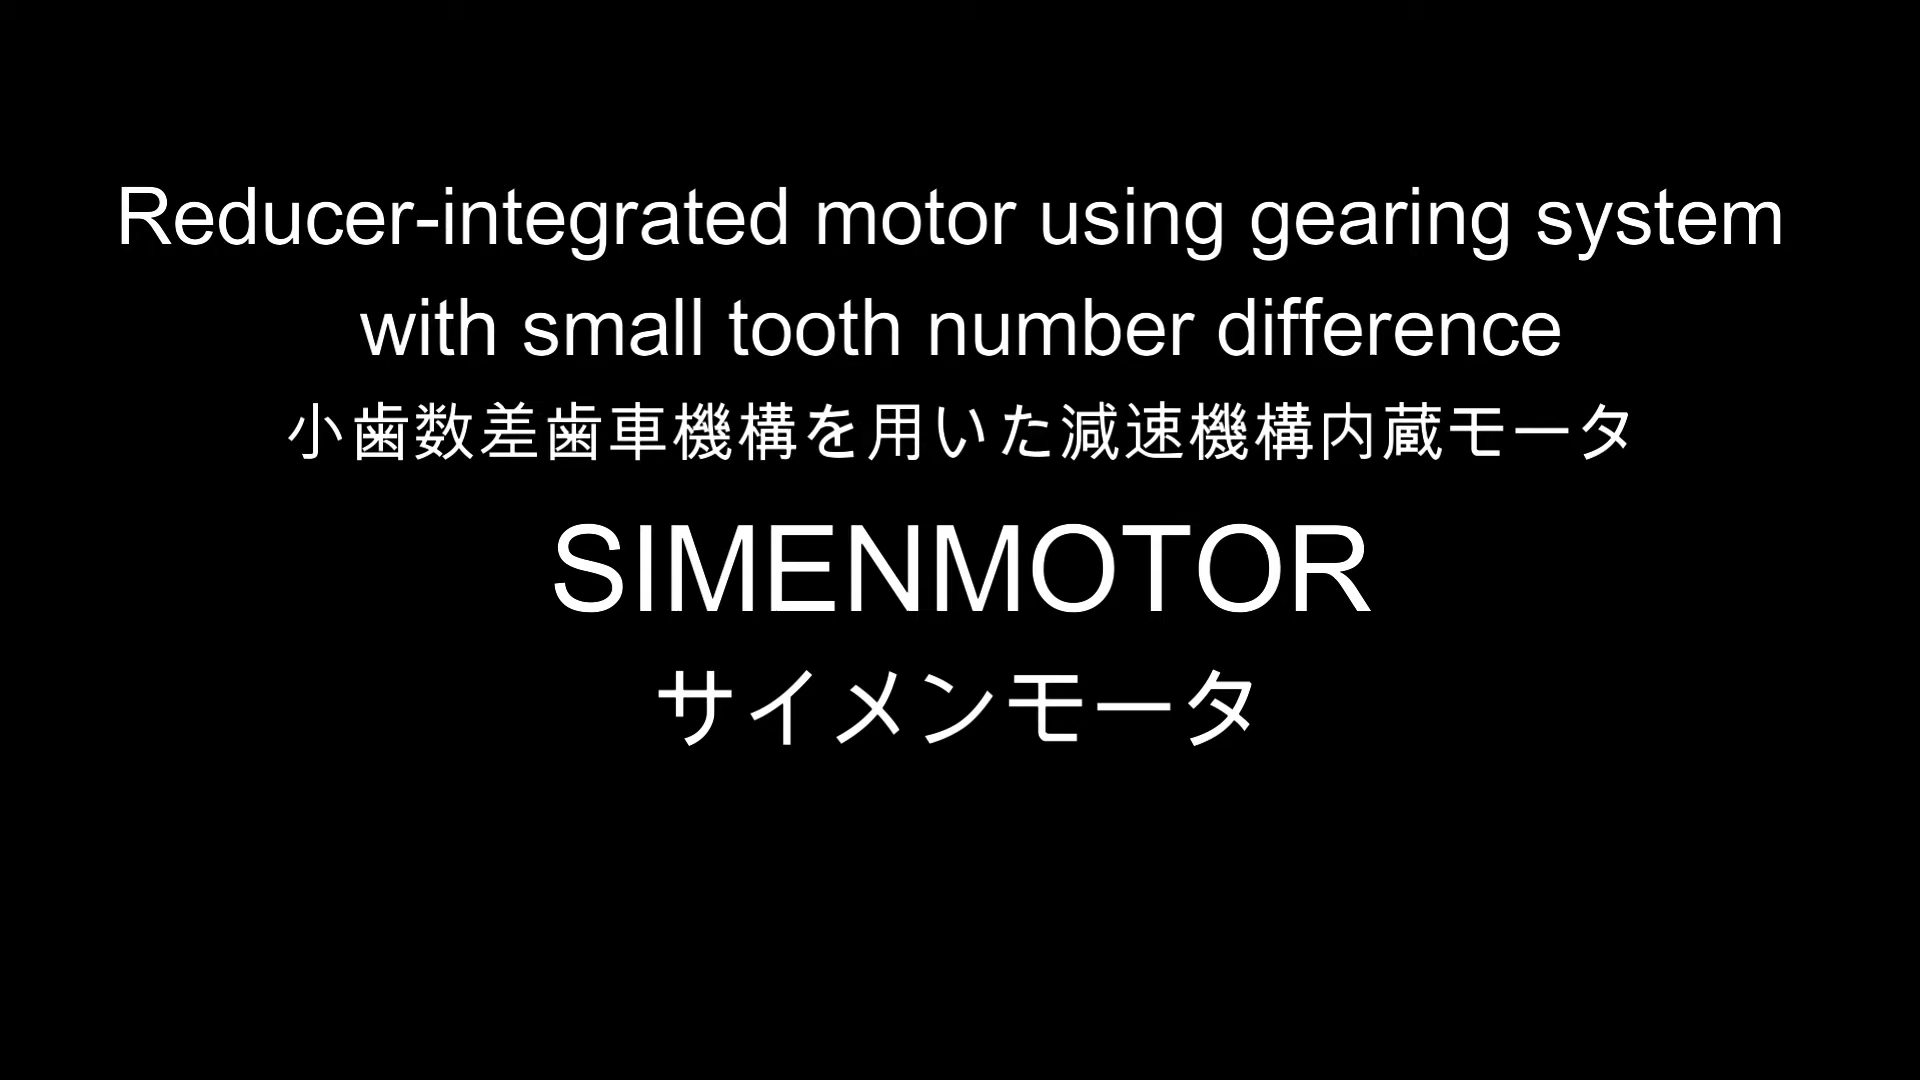 Reducer-integrated motor using gearing system
with small tooth number difference
小歯数差歯車機構を用いた減速機構内蔵モータ
SIMENMOTOR
サイメンモータ